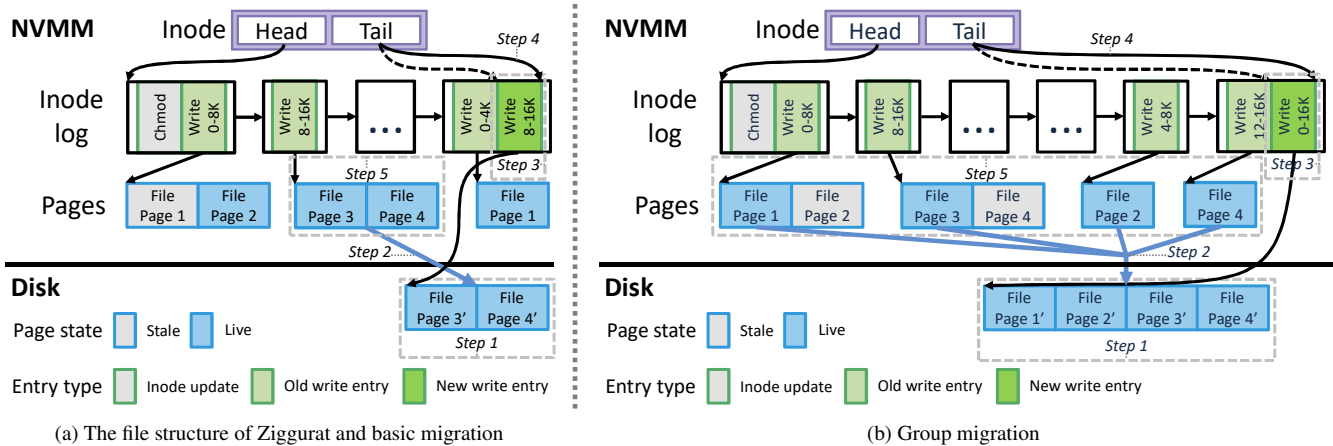 NVMM
Inode
Head
Tail
Step 4
Inode
log
Chmod
Write
0-8K
Write
8-16K
...
Write
0-4K
Write
8-16K
Step 3
Step 5
Pages
File
Page 1
File
Page 2
File
Page 3
File
Page 4
File
Page 1
Step 2
Disk
File
Page 3'
File
Page 4'
Step 1
Page state
Stale
Live
Entry type
Inode update
Old write entry
New write entry
(a) The file structure of Ziggurat and basic migration
NVMM
Inode
Head
Tail
Step 4
Inode
log
Chmod
Write
0-8K
Write
8-16K
...
...
Write
4-8K
Write
12-16K
Write
0-16K
Step 3
Step 5
Pages
File
Page 1
File
Page 2
File
Page 3
File
Page 4
File
Page 2
File
Page 4
Step 2
Disk
File
Page 1'
File
Page 2'
File
Page 3'
File
Page 4'
Step 1
Page state
Stale
Live
Entry type
Inode update
Old write entry
New write entry
(b) Group migration